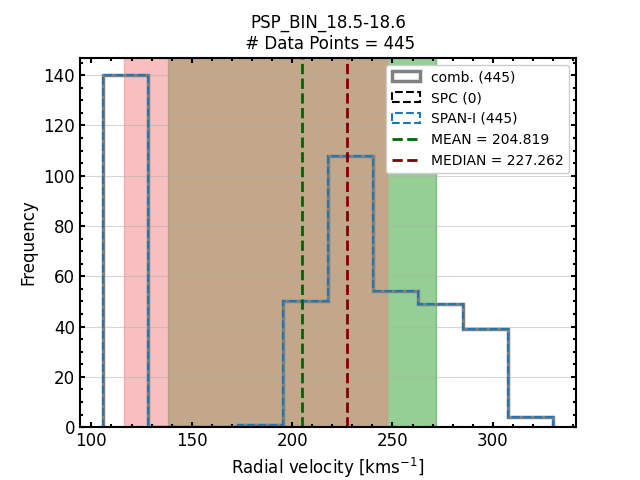 PSP_BIN_18.5-18.6
# Data Points = 445
comb. (445)
SPC (0)
SPAN-I (445)
MEAN = 204.819
MEDIAN = 227.262
140
120
100
80
60
40
20
0
Frequency
100
150
200
250
300
Radial velocity [kms⁻¹]